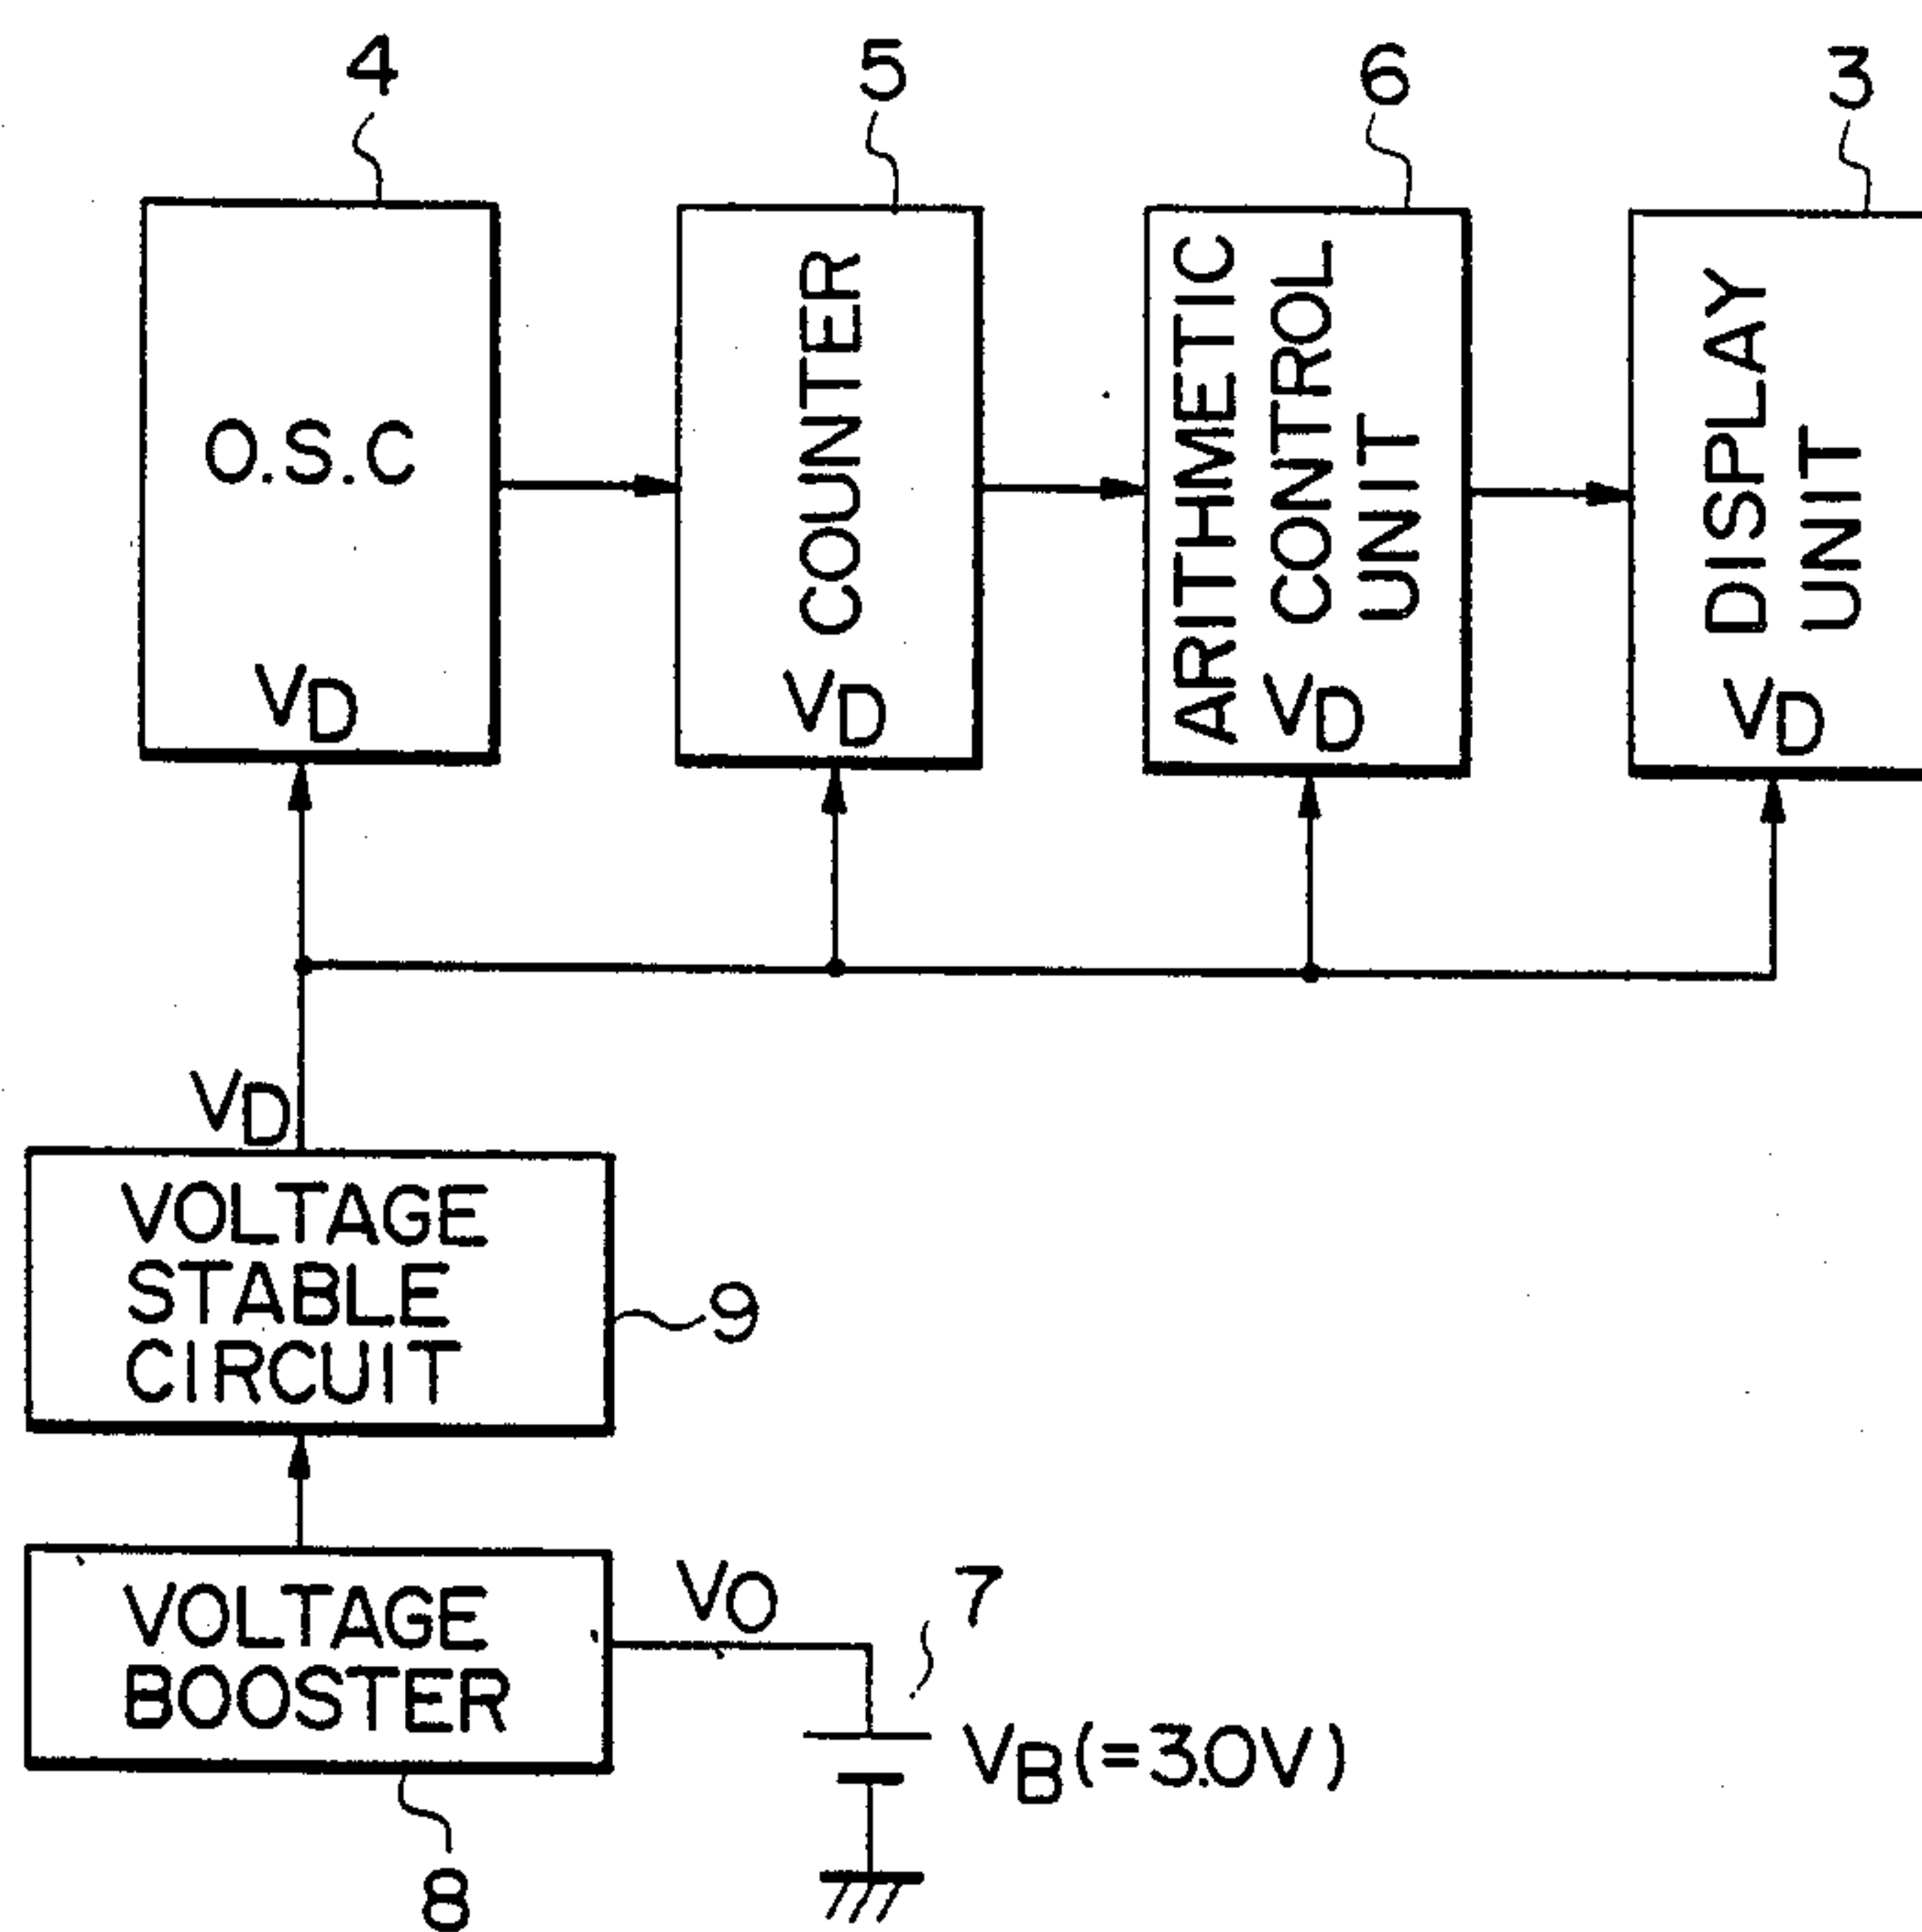 4
5
6
3
O.S.C
COUNTER
ARITHMETIC
CONTROL
UNIT
DISPLAY
UNIT
VD
VD
VD
VD
VD
VOLTAGE
STABLE
CIRCUIT
9
VOLTAGE
BOOSTER
VO
7
VB(=3.0V)
8